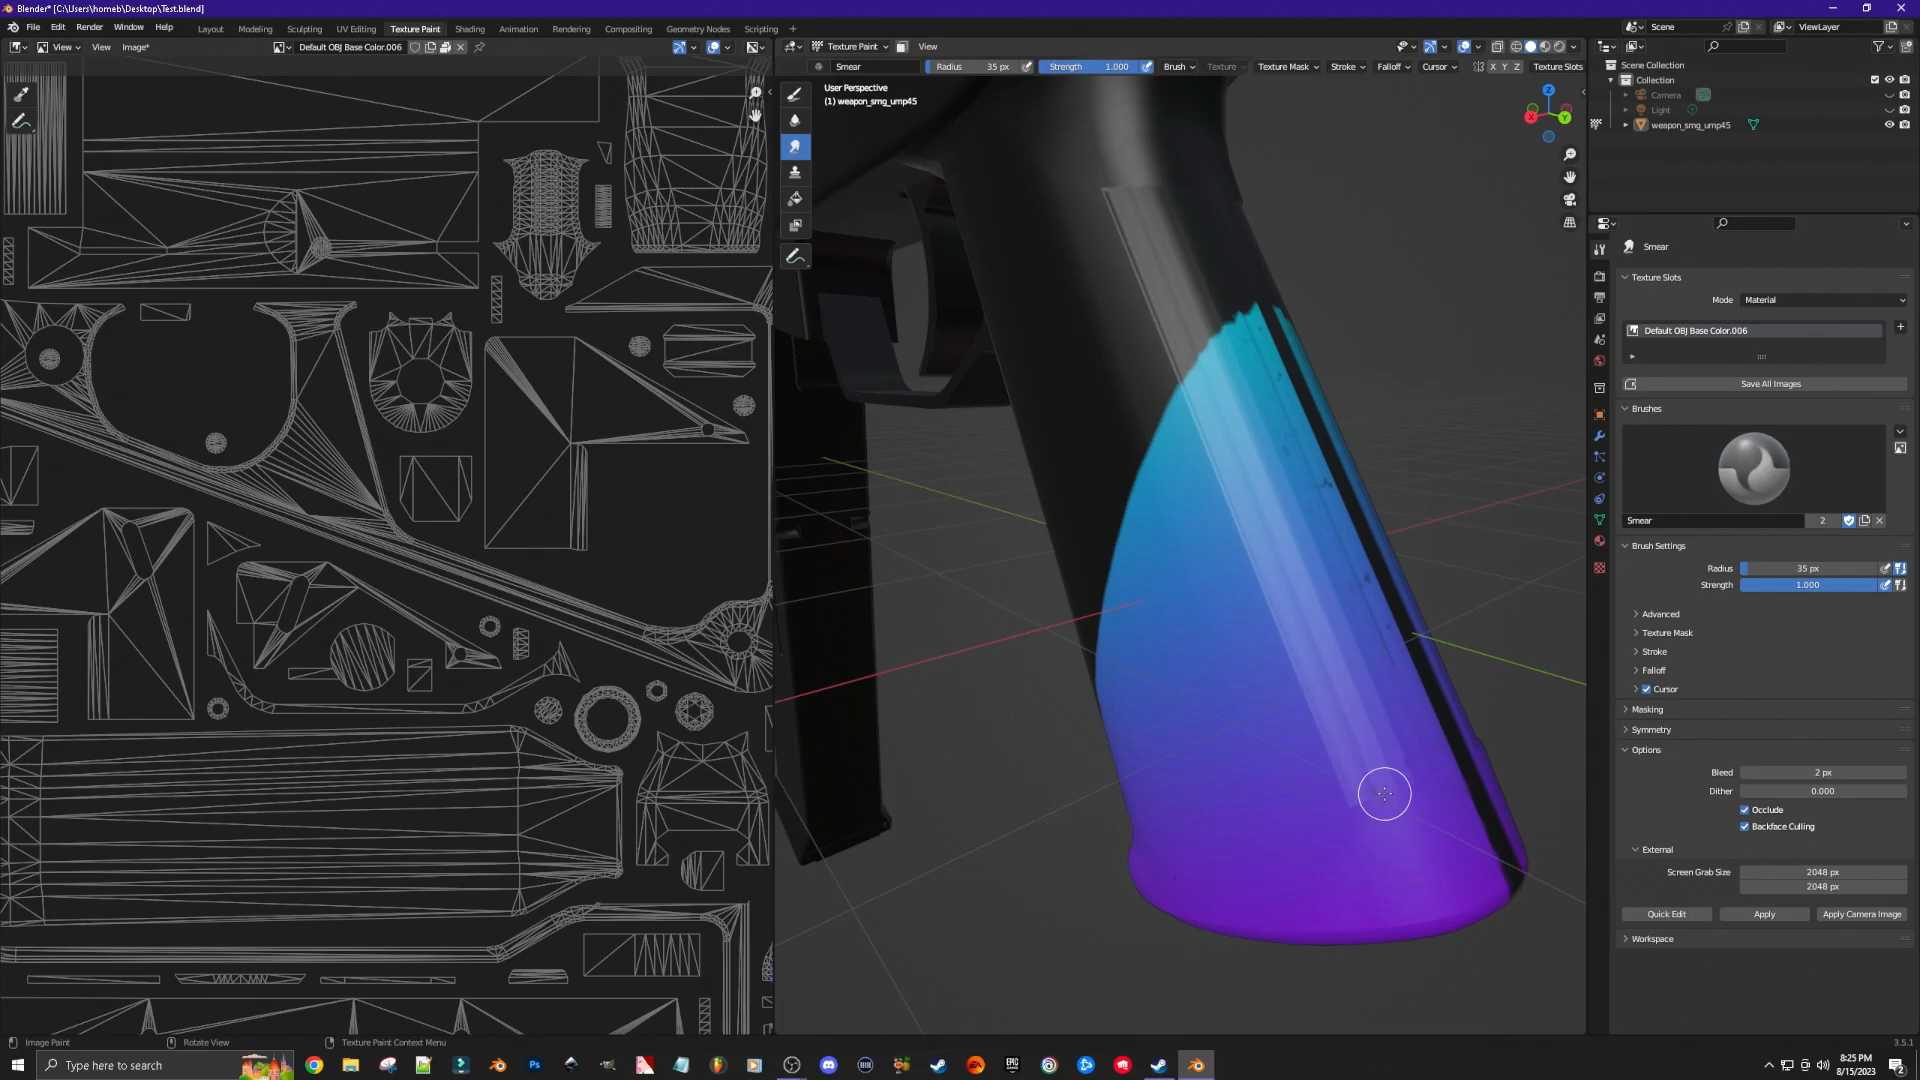 Blender* [C:\Users\homeb\Desktop\Test.blend]
File Edit Render Window Help
Layout Modeling Sculpting UV Editing Texture Paint Shading Animation Rendering Compositing Geometry Nodes Scripting +
Scene ViewLayer
View View Image* Default OBJ Base Color.006
Texture Paint View
Smear Radius 35 px Strength 1.000 Brush Texture Texture Mask Stroke Falloff Cursor X Y Z Texture Slots
User Perspective
(1) weapon_smg_ump45
Z
X Y
Scene Collection
Collection
Camera
Light
weapon_smg_ump45
Smear
Texture Slots
Mode Material
Default OBJ Base Color.006
Save All Images
Brushes
Smear 2
Brush Settings
Radius 35 px
Strength 1.000
Advanced
Texture Mask
Stroke
Falloff
Cursor
Masking
Symmetry
Options
Bleed 2 px
Dither 0.000
Occlude
Backface Culling
External
Screen Grab Size 2048 px
2048 px
Quick Edit Apply Apply Camera Image
Workspace
Image Paint Rotate View Texture Paint Context Menu 3.5.1
Type here to search
Ps
EA
EPIC GAMES
8:25 PM
8/15/2023
2